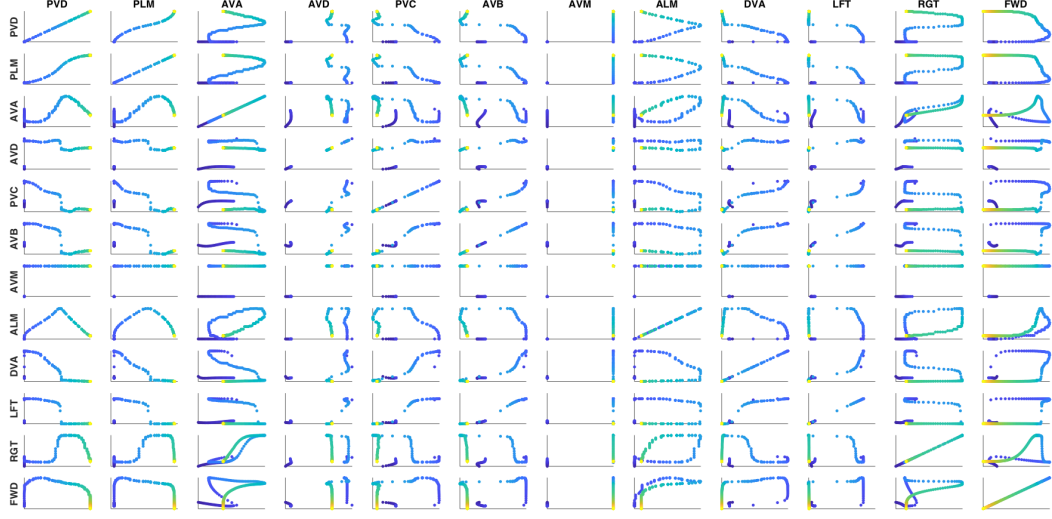 PVD PLM AVA AVD PVC AVB AVM ALM DVA LFT RGT FWD
PVD
PLM
AVA
AVD
PVC
AVB
AVM
ALM
DVA
LFT
RGT
FWD